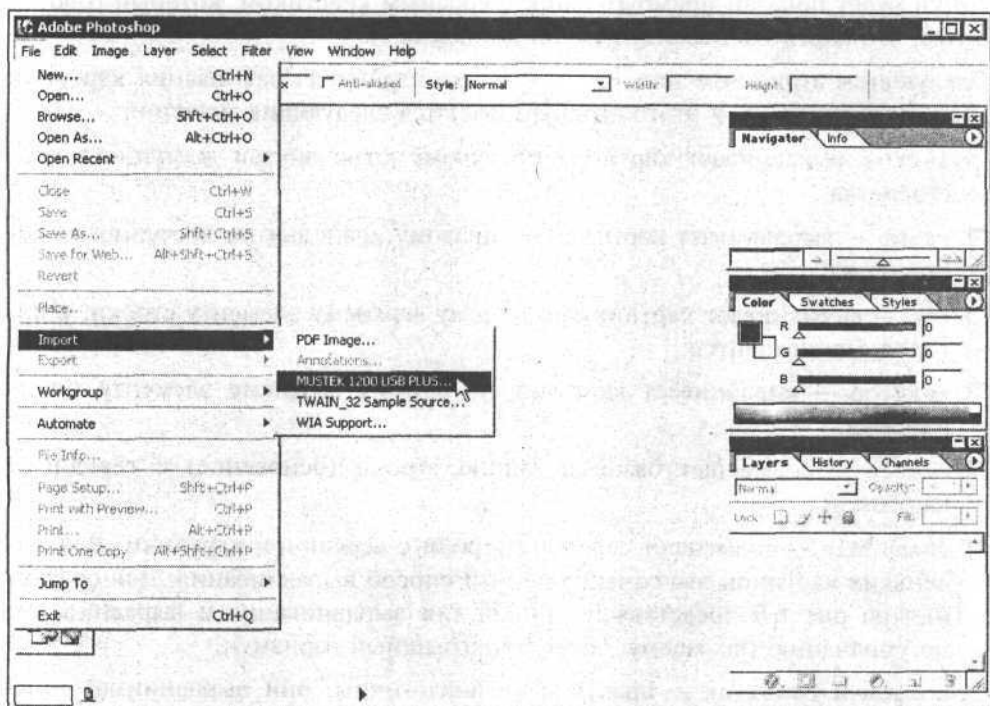 Adobe Photoshop
File Edit Image Layer Select Filter View Window Help
New... Ctrl+N
Open... Ctrl+O
Browse... Shft+Ctrl+O
Open As... Alt+Ctrl+O
Open Recent
Close Ctrl+W
Save Ctrl+S
Save As... Shft+Ctrl+S
Save for Web... Alt+Shft+Ctrl+S
Revert
Place...
Import
Export
Workgroup
Automate
File Info...
Page Setup... Shft+Ctrl+P
Print with Preview... Ctrl+P
Print... Alt+Ctrl+P
Print One Copy Alt+Shft+Ctrl+P
Jump To
Exit Ctrl+Q
PDF Image...
Annotations...
MUSTEK 1200 USB PLUS...
TWAIN_32 Sample Source...
WIA Support...
Anti-aliased Style: Normal Width: Height:
Navigator Info
Color Swatches Styles
R 0
G 0
B 0
Layers History Channels
Normal Opacity:
Lock: Fill: